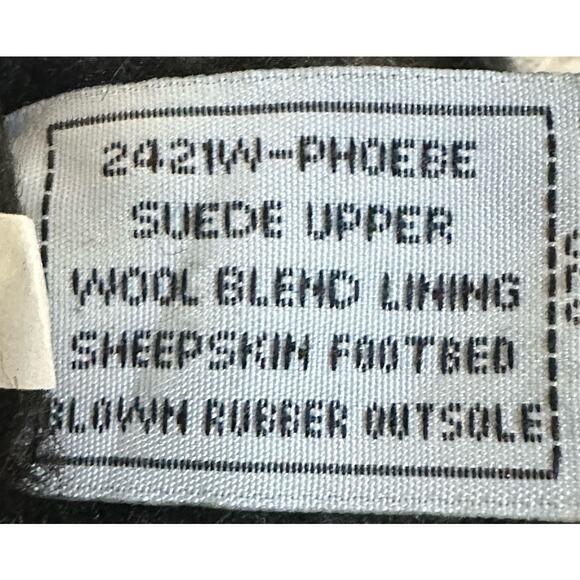 2421W-PHOEBE
SUEDE UPPER
WOOL BLEND LINING
SHEEPSKIN FOOTBED
BLOWN RUBBER OUTSOLE